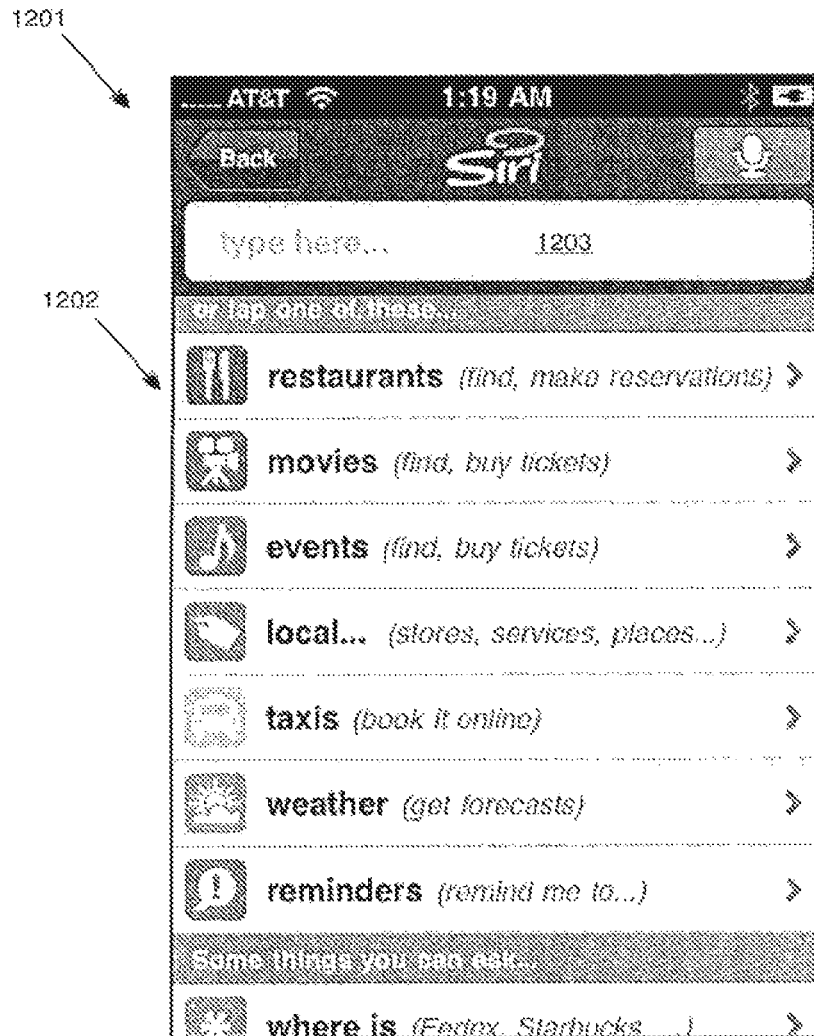 1201
AT&T 1:19 AM
Back Siri
type here... 1203
1202
or tap one of these...
restaurants (find, make reservations)
movies (find, buy tickets)
events (find, buy tickets)
local... (stores, services, places...)
taxis (book it online)
weather (get forecasts)
reminders (remind me to...)
Some things you can ask...
where is (Fedex, Starbucks, ...)